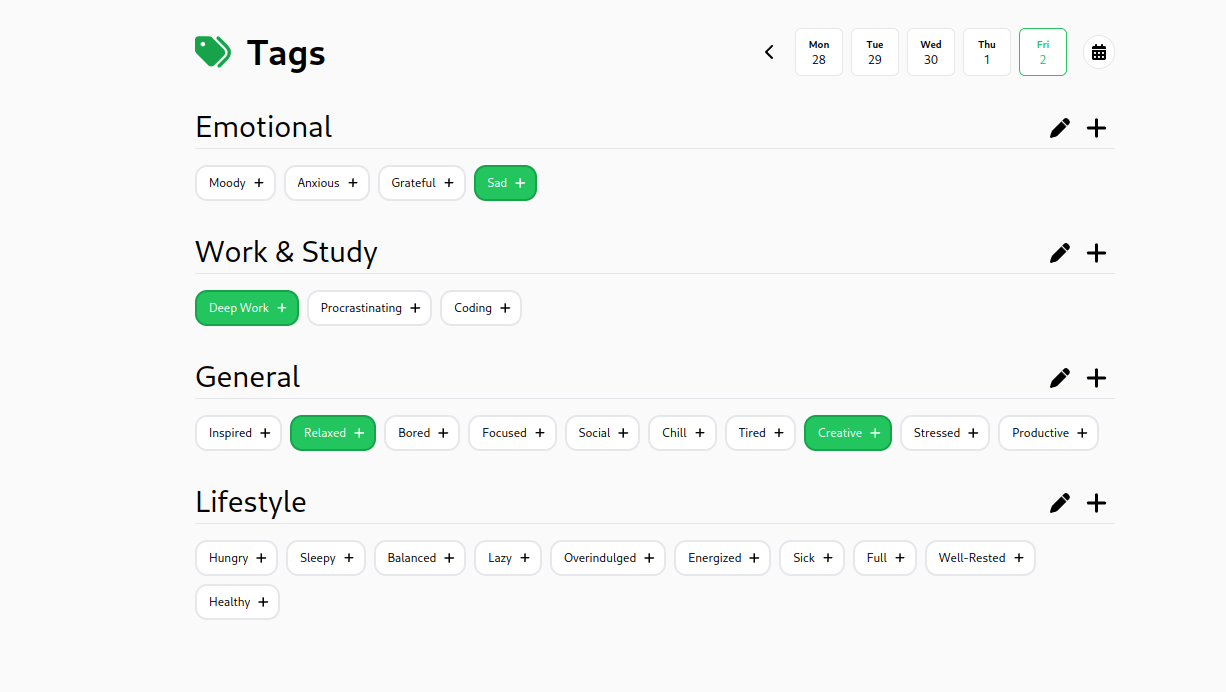 Tags
Mon Tue Wed Thu Fri
28 29 30 1 2
Emotional
Moody + Anxious + Grateful + Sad +
Work & Study
Deep Work + Procrastinating + Coding +
General
Inspired + Relaxed + Bored + Focused + Social + Chill + Tired + Creative + Stressed + Productive +
Lifestyle
Hungry + Sleepy + Balanced + Lazy + Overindulged + Energized + Sick + Full + Well-Rested +
Healthy +